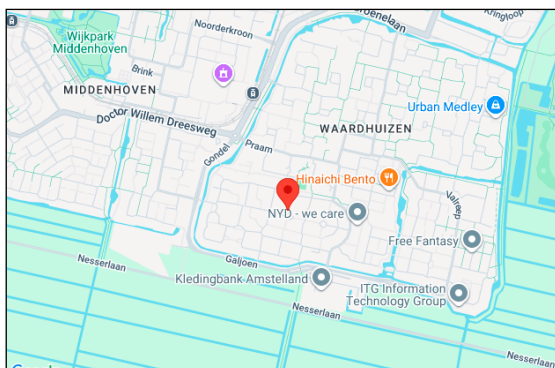 Noorderkroon
Kringloop
Wijkpark
Middenhoven
Brink
MIDDENHOVEN
Doctor Willem Dreesweg
Gondel
Praam
WAARDHUIZEN
Urban Medley
Hinaichi Bento
Valreep
NYD - we care
Free Fantasy
Galjoen
Kledingbank Amstelland
Nesserlaan
ITG Information
Technology Group
Nesserlaan